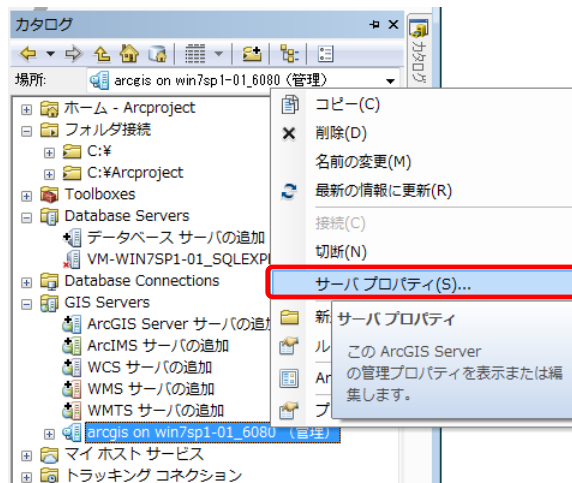 カタログ
カタログ
場所:
arcgis on win7sp1-01_6080 (管理)
ホーム - Arcproject
フォルダ接続
C:¥
C:¥Arcproject
Toolboxes
Database Servers
データベース サーバの追加
VM-WIN7SP1-01_SQLEXP
Database Connections
GIS Servers
ArcGIS Server サーバの追加
ArcIMS サーバの追加
WCS サーバの追加
WMS サーバの追加
WMTS サーバの追加
arcgis on win7sp1-01_6080 (管理)
マイ ホスト サービス
トラッキング コネクション
コピー(C)
削除(D)
名前の変更(M)
最新の情報に更新(R)
接続(C)
切断(N)
サーバ プロパティ(S)...
新
ル
Ar
プ
サーバ プロパティ
この ArcGIS Server
の管理プロパティを表示または編
集します。